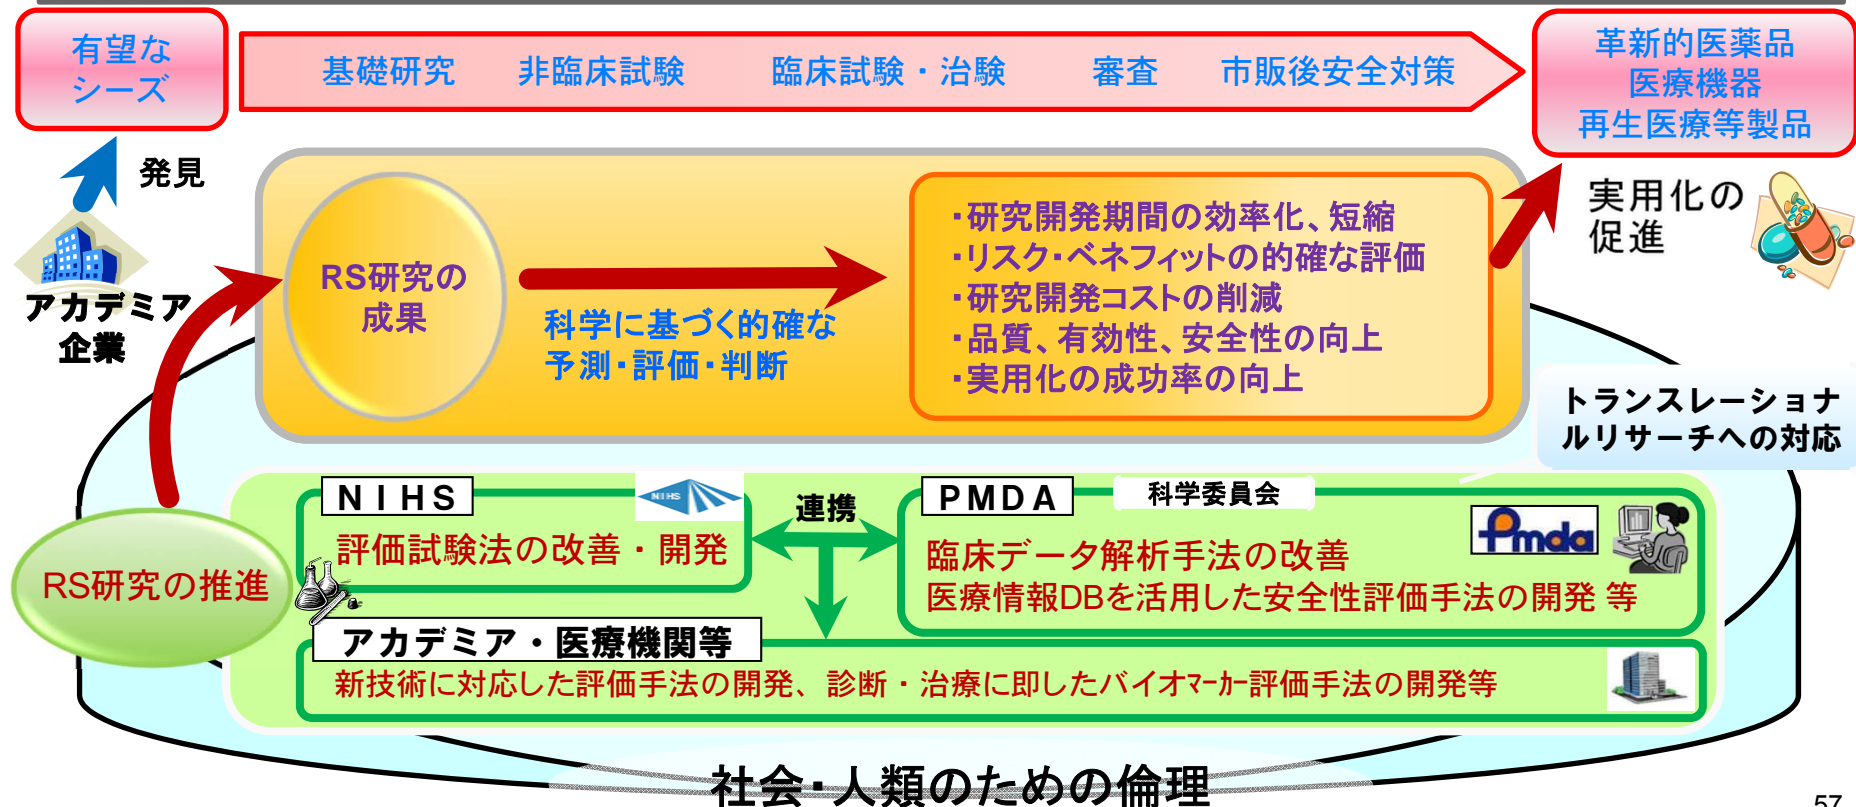 有望な
シーズ
基礎研究 非臨床試験 臨床試験・治験 審査 市販後安全対策
革新的医薬品
医療機器
再生医療等製品
発見
アカデミア
企業
実用化の
促進
RS研究の
成果
科学に基づく的確な
予測・評価・判断
・研究開発期間の効率化、短縮
・リスク・ベネフィットの的確な評価
・研究開発コストの削減
・品質、有効性、安全性の向上
・実用化の成功率の向上
トランスレーショナ
ルリサーチへの対応
RS研究の推進
NIHS
NIHS
評価試験法の改善・開発
連携
PMDA
科学委員会
Pmda
臨床データ解析手法の改善
医療情報DBを活用した安全性評価手法の開発 等
アカデミア・医療機関等
新技術に対応した評価手法の開発、診断・治療に即したバイオマーカー評価手法の開発等
社会・人類のための倫理
57